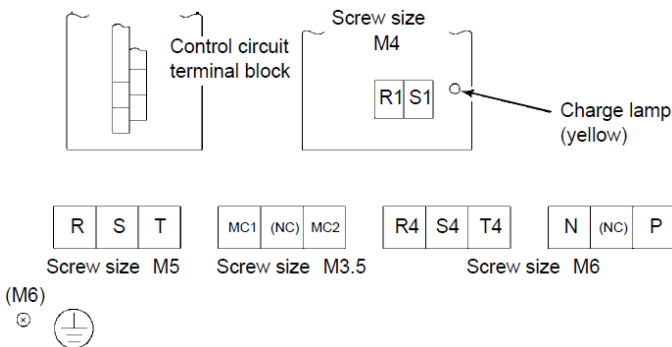 Control circuit
terminal block
Screw size
M4
R1 S1
Charge lamp
(yellow)
R S T
MC1 (NC) MC2
R4 S4 T4
N (NC) P
Screw size M5
Screw size M3.5
Screw size M6
(M6)